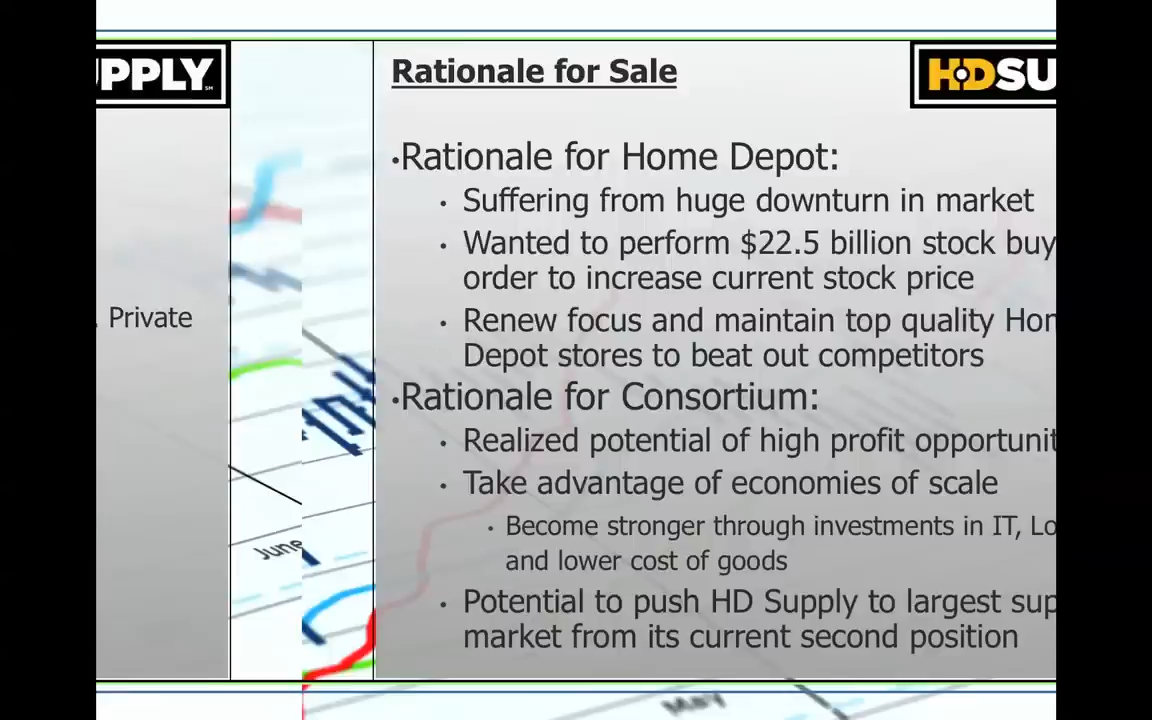 UPPLY
Rationale for Sale
HDSU
•Rationale for Home Depot:
• Suffering from huge downturn in market
• Wanted to perform $22.5 billion stock buy
order to increase current stock price
. Private
• Renew focus and maintain top quality Hom
Depot stores to beat out competitors
•Rationale for Consortium:
• Realized potential of high profit opportunit
• Take advantage of economies of scale
• Become stronger through investments in IT, Lo
and lower cost of goods
June
• Potential to push HD Supply to largest sup
market from its current second position
May